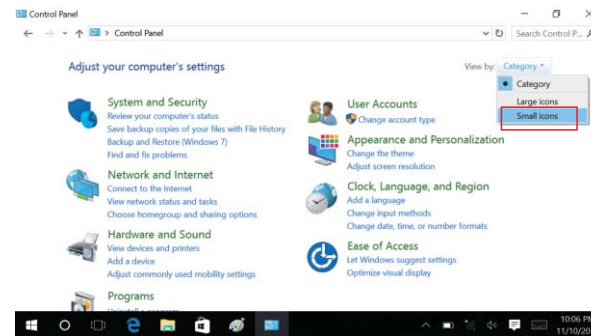 Control Panel
Control Panel
Search Control P...
Adjust your computer's settings
View by: Category
Category
Large icons
Small icons
System and Security
Review your computer's status
Save backup copies of your files with File History
Backup and Restore (Windows 7)
Find and fix problems
Network and Internet
Connect to the Internet
View network status and tasks
Choose homegroup and sharing options
Hardware and Sound
View devices and printers
Add a device
Adjust commonly used mobility settings
Programs
User Accounts
Change account type
Appearance and Personalization
Change the theme
Adjust screen resolution
Clock, Language, and Region
Add a language
Change input methods
Change date, time, or number formats
Ease of Access
Let Windows suggest settings
Optimize visual display
10:06 PM
11/10/20